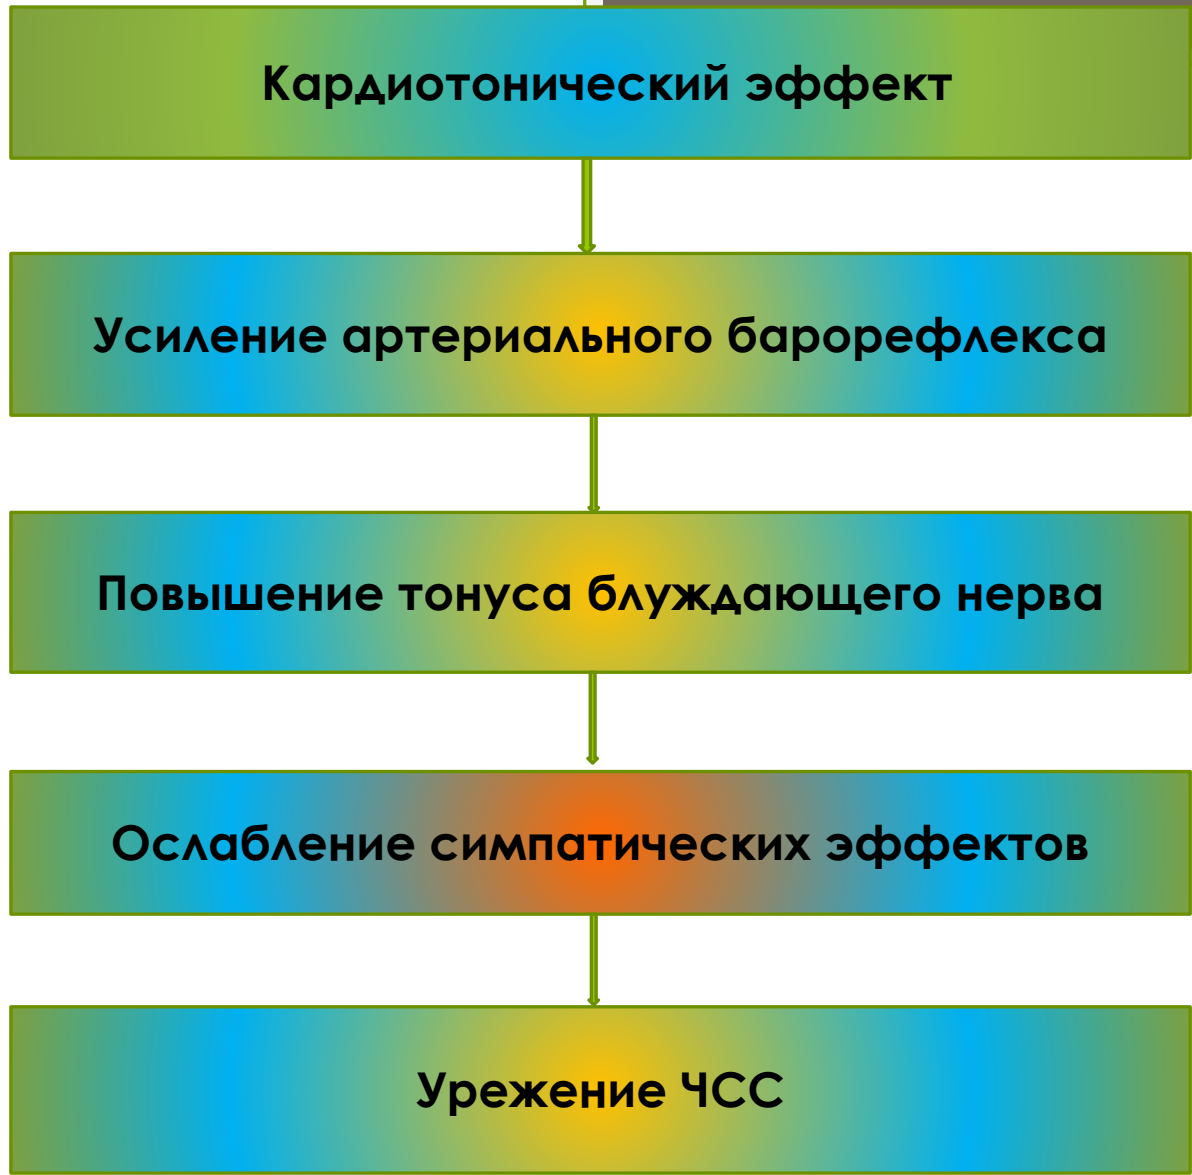 Кардиотонический эффект
Усиление артериального барорефлекса
Повышение тонуса блуждающего нерва
Ослабление симпатических эффектов
Урежение ЧСС